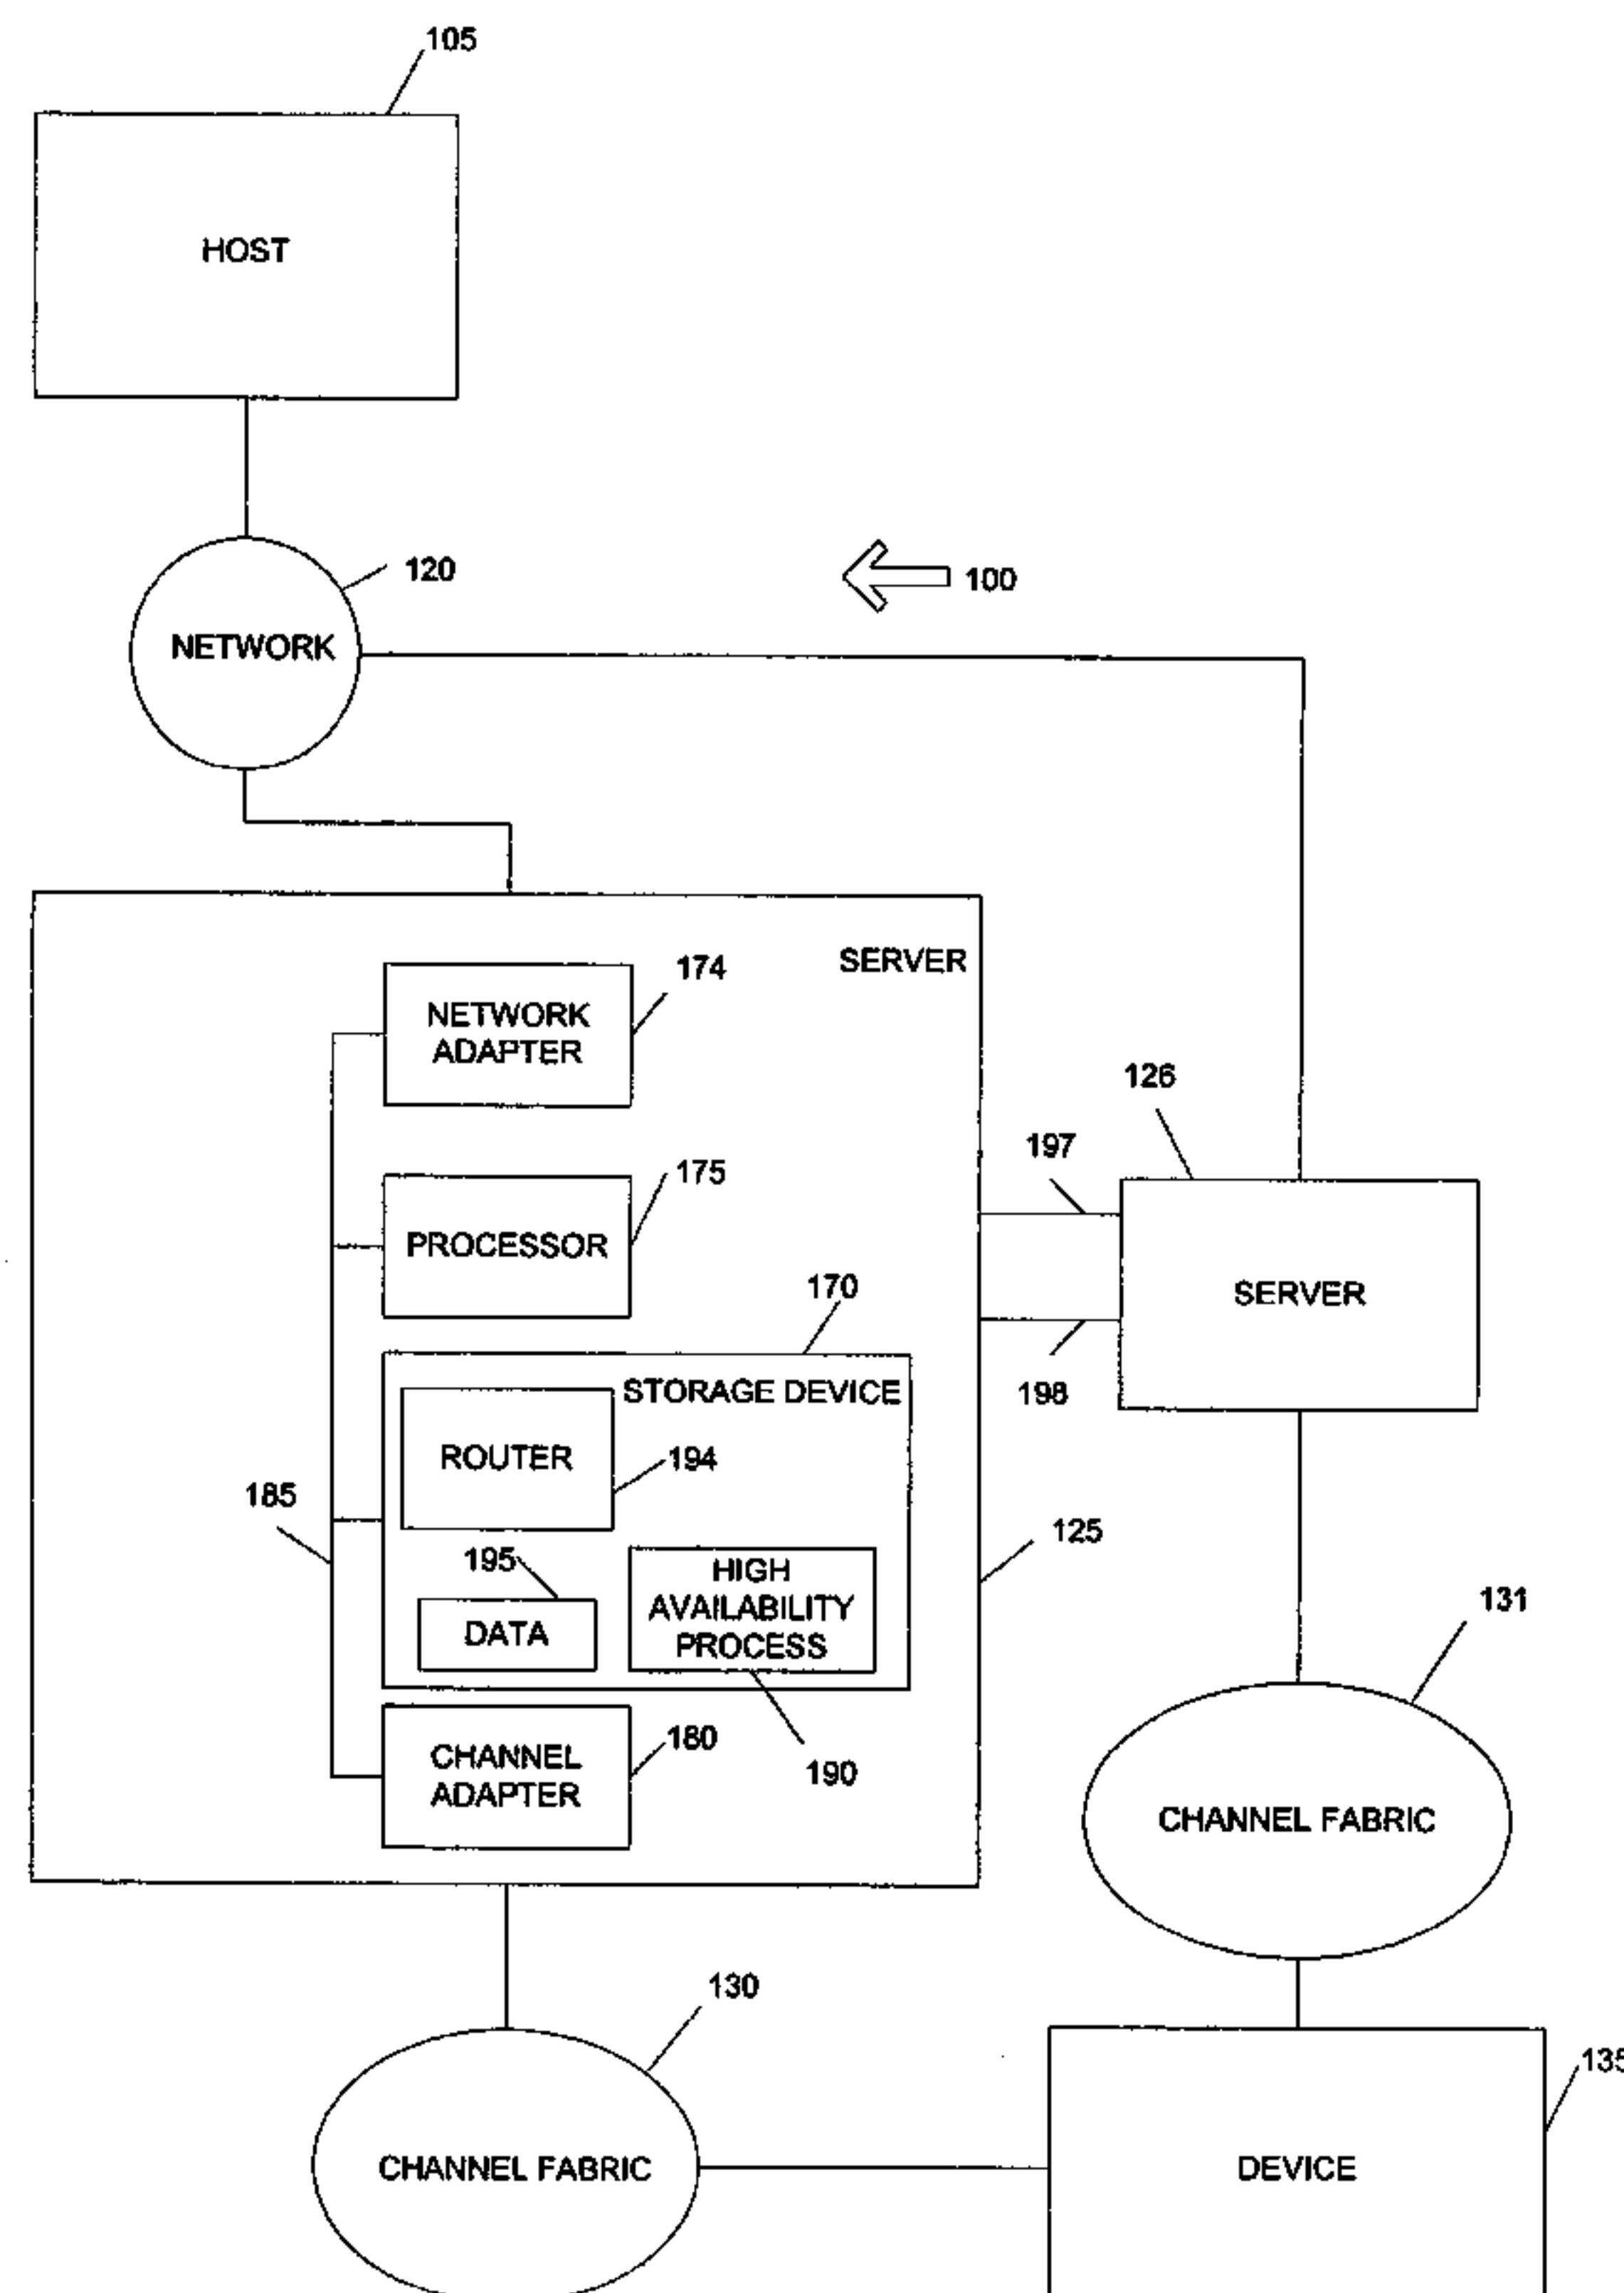 105
HOST
120
NETWORK
100
SERVER
174
NETWORK
ADAPTER
126
197
175
PROCESSOR
170
SERVER
198
STORAGE DEVICE
ROUTER
194
185
125
195
HIGH
AVAILABILITY
PROCESS
DATA
131
180
CHANNEL
ADAPTER
190
CHANNEL FABRIC
130
135
CHANNEL FABRIC
DEVICE